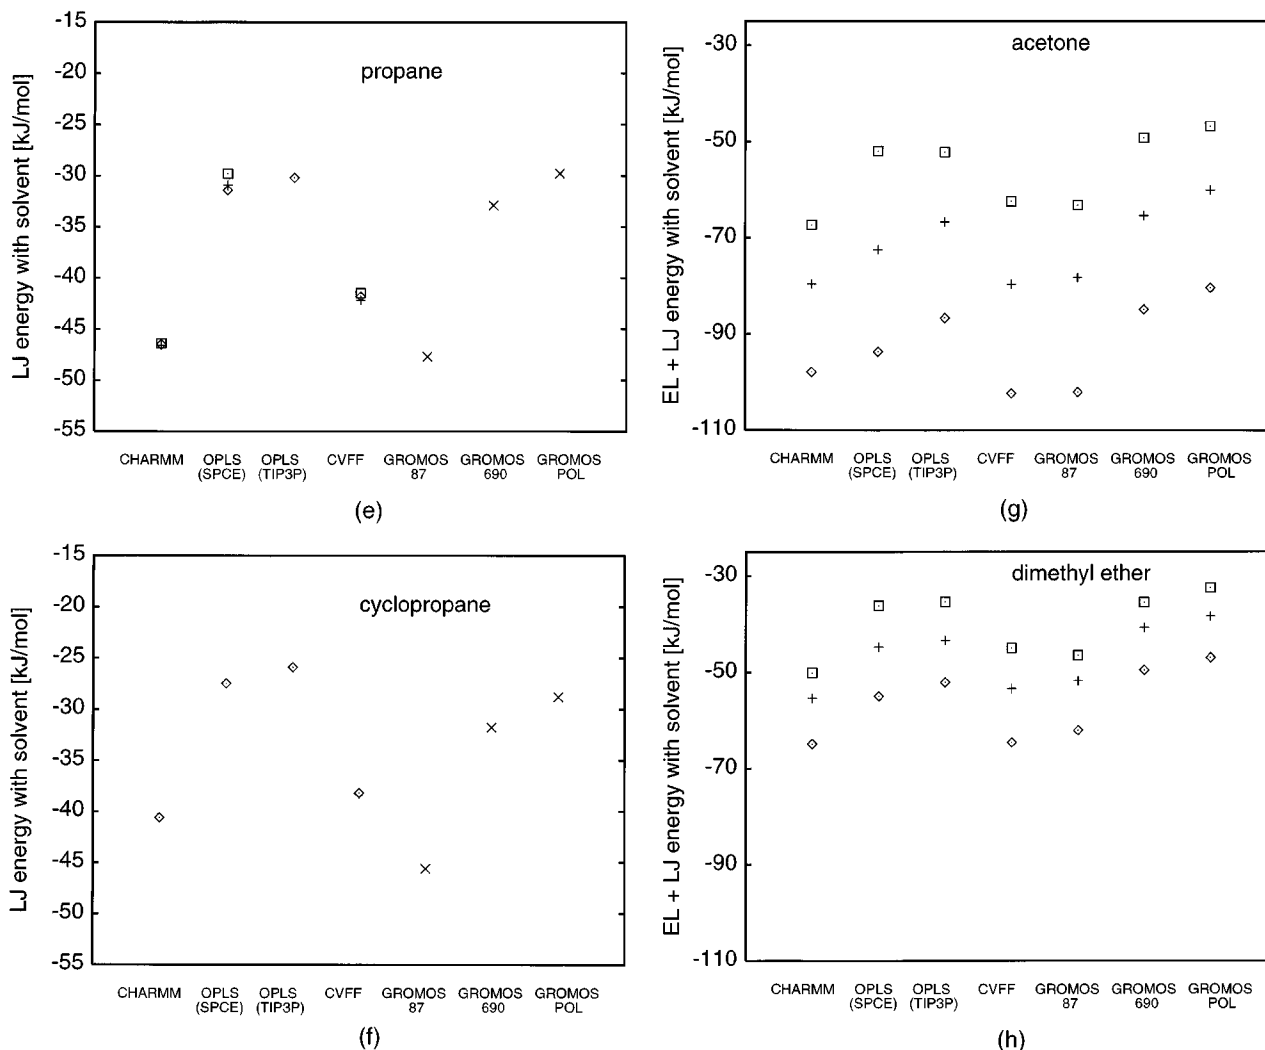 LJ energy with solvent [kJ/mol]
-15
-20
-25
-30
-35
-40
-45
-50
-55
propane
CHARMM OPLS (SPCE) OPLS (TIP3P) CVFF GROMOS 87 GROMOS 690 GROMOS POL
(e)
EL + LJ energy with solvent [kJ/mol]
-30
-50
-70
-90
-110
acetone
CHARMM OPLS (SPCE) OPLS (TIP3P) CVFF GROMOS 87 GROMOS 690 GROMOS POL
(g)
LJ energy with solvent [kJ/mol]
-15
-20
-25
-30
-35
-40
-45
-50
-55
cyclopropane
CHARMM OPLS (SPCE) OPLS (TIP3P) CVFF GROMOS 87 GROMOS 690 GROMOS POL
(f)
EL + LJ energy with solvent [kJ/mol]
-30
-50
-70
-90
-110
dimethyl ether
CHARMM OPLS (SPCE) OPLS (TIP3P) CVFF GROMOS 87 GROMOS 690 GROMOS POL
(h)